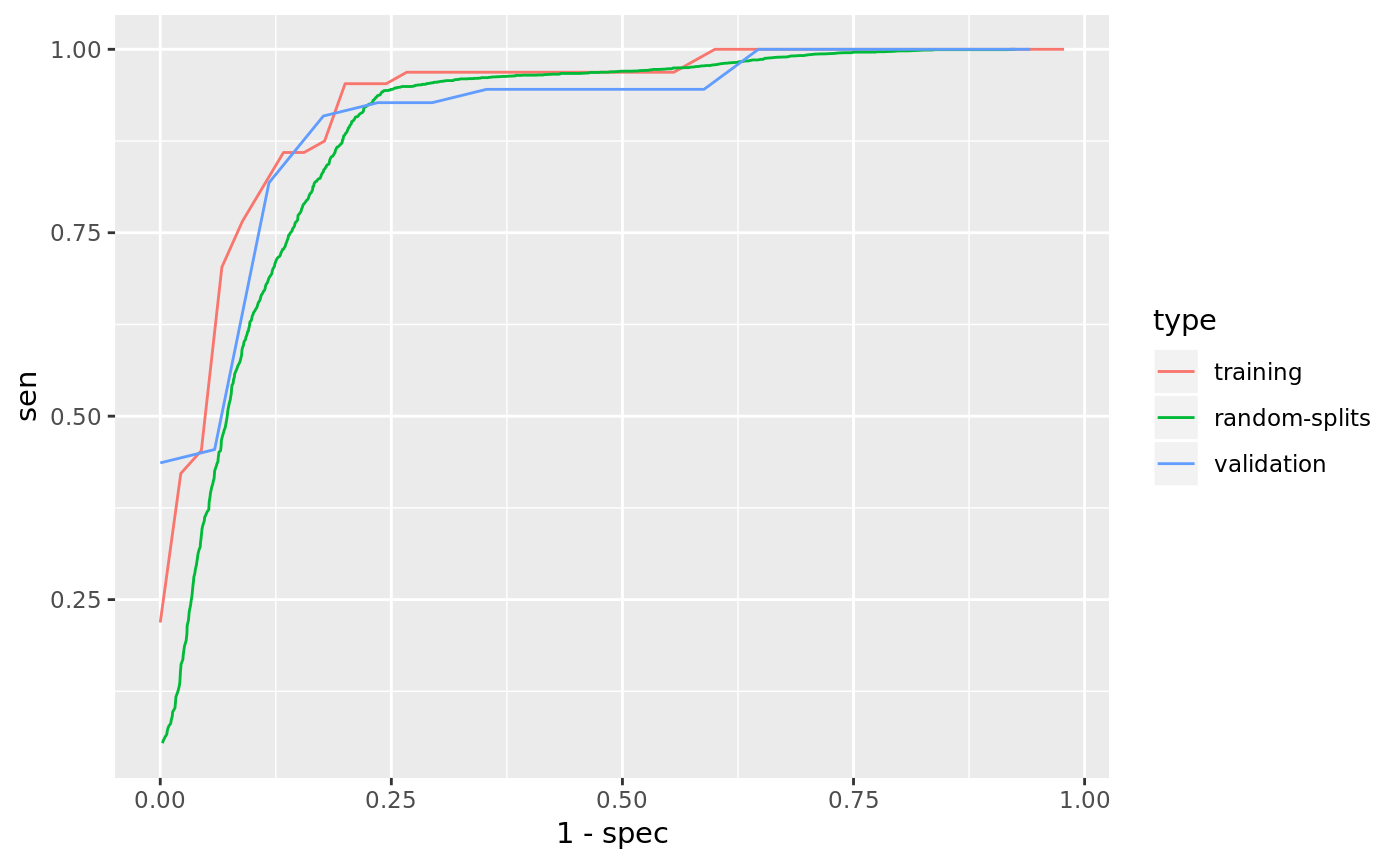 1.00
0.75
0.50
0.25
sen
0.00 0.25 0.50 0.75 1.00
1 - spec
type
training
random-splits
validation